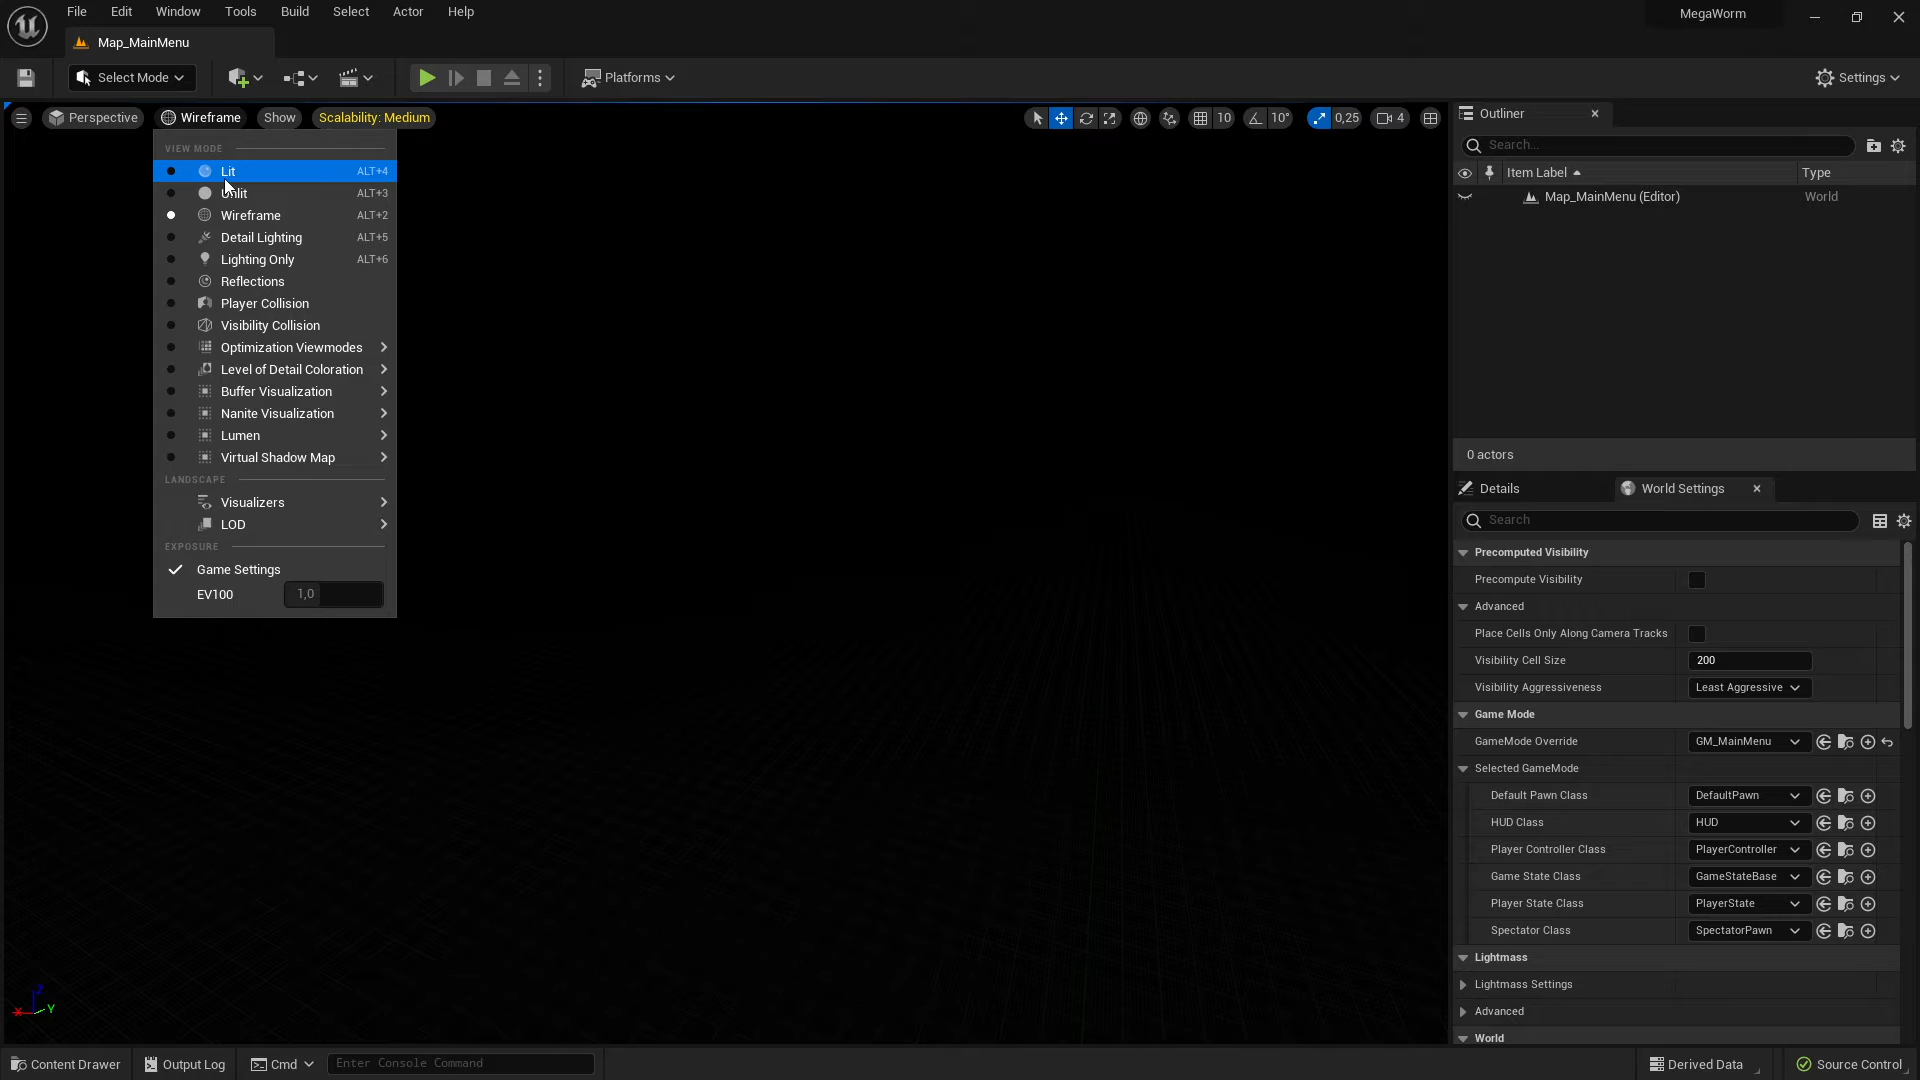 File Edit Window Tools Build Select Actor Help
MegaWorm
Map_MainMenu
Select Mode
Platforms
Settings
Perspective Wireframe Show Scalability: Medium
10 10° 0,25 4
VIEW MODE
Lit ALT+4
Unlit ALT+3
Wireframe ALT+2
Detail Lighting ALT+5
Lighting Only ALT+6
Reflections
Player Collision
Visibility Collision
Optimization Viewmodes
Level of Detail Coloration
Buffer Visualization
Nanite Visualization
Lumen
Virtual Shadow Map
LANDSCAPE
Visualizers
LOD
EXPOSURE
Game Settings
EV100 1,0
X Y Z
Outliner
Search...
Item Label Type
Map_MainMenu (Editor) World
0 actors
Details World Settings
Search
Precomputed Visibility
Precompute Visibility
Advanced
Place Cells Only Along Camera Tracks
Visibility Cell Size 200
Visibility Aggressiveness Least Aggressive
Game Mode
GameMode Override GM_MainMenu
Selected GameMode
Default Pawn Class DefaultPawn
HUD Class HUD
Player Controller Class PlayerController
Game State Class GameStateBase
Player State Class PlayerState
Spectator Class SpectatorPawn
Lightmass
Lightmass Settings
Advanced
World
Content Drawer Output Log Cmd Enter Console Command
Derived Data Source Control